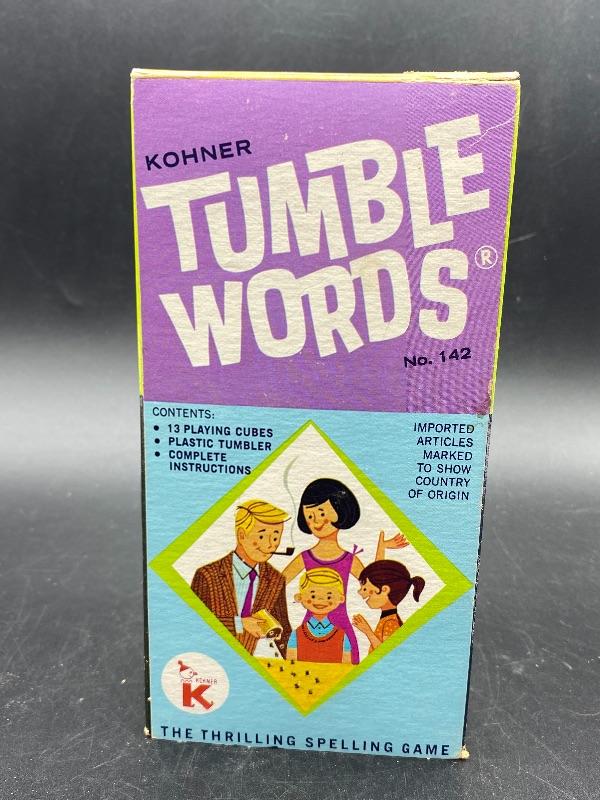 KOHNER
TUMBLE
WORDS®
No. 142
CONTENTS:
• 13 PLAYING CUBES
• PLASTIC TUMBLER
• COMPLETE
INSTRUCTIONS
IMPORTED
ARTICLES
MARKED
TO SHOW
COUNTRY
OF ORIGIN
KOHNER
K
THE THRILLING SPELLING GAME